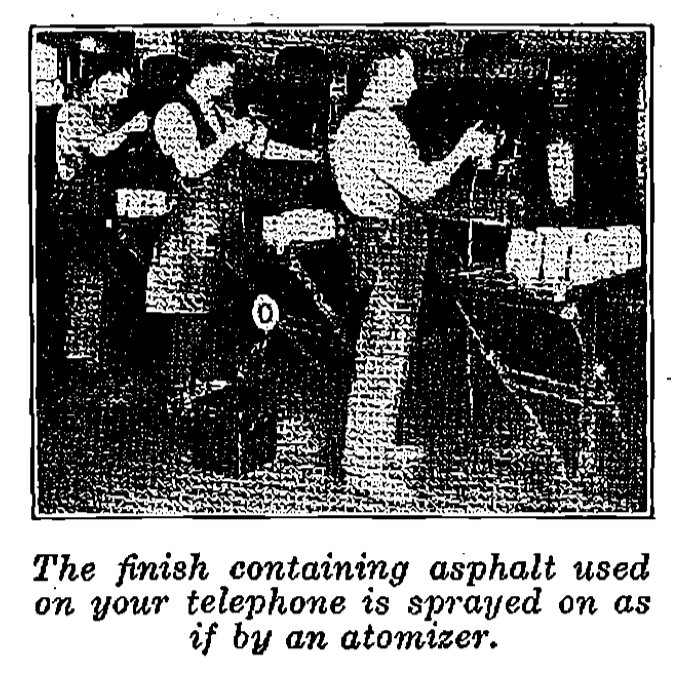 O
The finish containing asphalt used
on your telephone is sprayed on as
if by an atomizer.